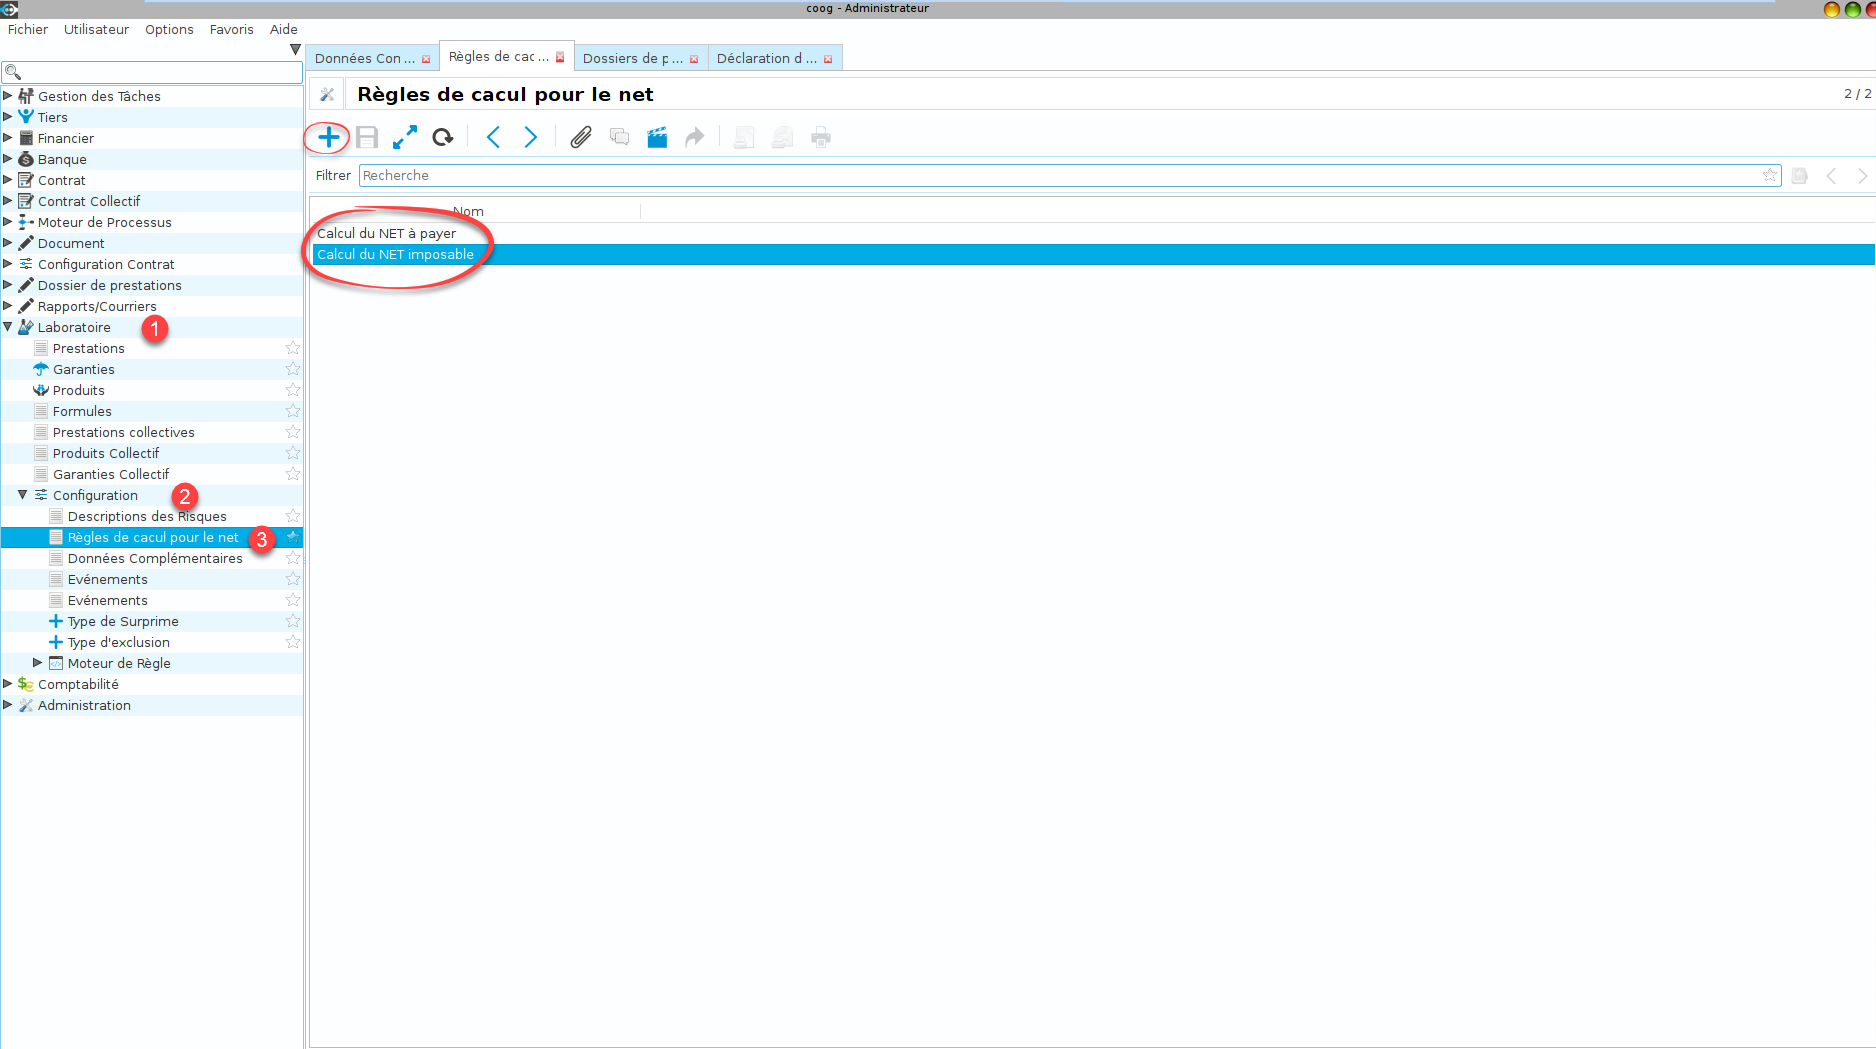 coog - Administrateur
Fichier Utilisateur Options Favoris Aide
Données Con ... Règles de cac ... Dossiers de p ... Déclaration d ...
Règles de cacul pour le net
2 / 2
Filtrer Recherche
Nom
Calcul du NET à payer
Calcul du NET imposable
Gestion des Tâches
Tiers
Financier
Banque
Contrat
Contrat Collectif
Moteur de Processus
Document
Configuration Contrat
Dossier de prestations
Rapports/Courriers
Laboratoire 1
Prestations
Garanties
Produits
Formules
Prestations collectives
Produits Collectif
Garanties Collectif
Configuration 2
Descriptions des Risques
Règles de cacul pour le net 3
Données Complémentaires
Evénements
Evénements
Type de Surprime
Type d'exclusion
Moteur de Règle
Comptabilité
Administration